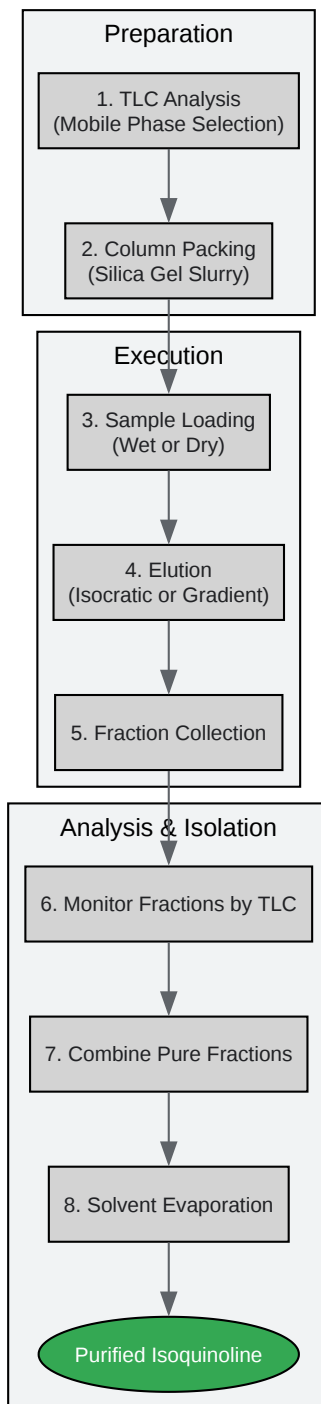 Preparation
1. TLC Analysis
(Mobile Phase Selection)
2. Column Packing
(Silica Gel Slurry)
Execution
3. Sample Loading
(Wet or Dry)
4. Elution
(Isocratic or Gradient)
5. Fraction Collection
Analysis & Isolation
6. Monitor Fractions by TLC
7. Combine Pure Fractions
8. Solvent Evaporation
Purified Isoquinoline